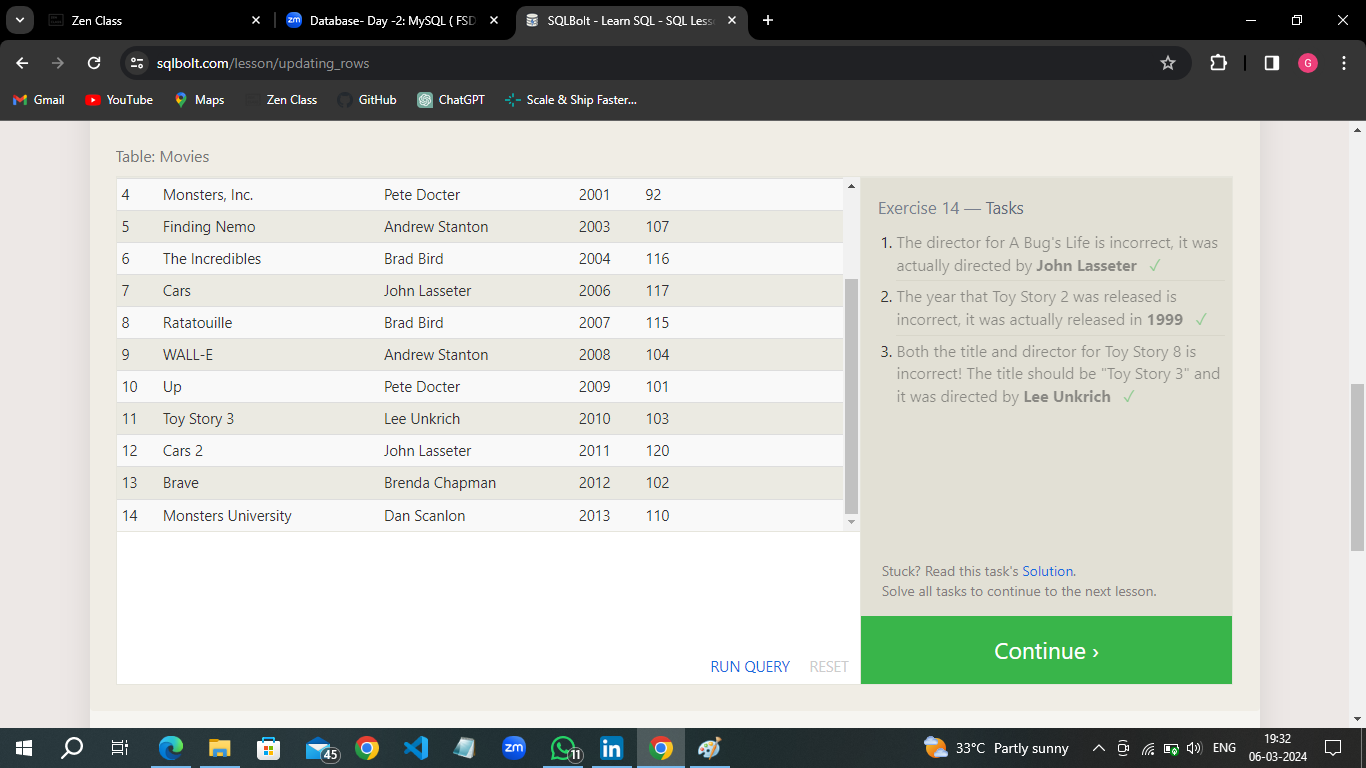 Zen Class
Database- Day -2: MySQL ( FSD
SQLBolt - Learn SQL - SQL Less
sqlbolt.com/lesson/updating_rows
G
Gmail
YouTube
Maps
Zen Class
GitHub
ChatGPT
Scale & Ship Faster...
Table: Movies
4 Monsters, Inc. Pete Docter 2001 92
5 Finding Nemo Andrew Stanton 2003 107
6 The Incredibles Brad Bird 2004 116
7 Cars John Lasseter 2006 117
8 Ratatouille Brad Bird 2007 115
9 WALL-E Andrew Stanton 2008 104
10 Up Pete Docter 2009 101
11 Toy Story 3 Lee Unkrich 2010 103
12 Cars 2 John Lasseter 2011 120
13 Brave Brenda Chapman 2012 102
14 Monsters University Dan Scanlon 2013 110
RUN QUERY RESET
Exercise 14 — Tasks
1. The director for A Bug's Life is incorrect, it was
actually directed by John Lasseter ✓
2. The year that Toy Story 2 was released is
incorrect, it was actually released in 1999 ✓
3. Both the title and director for Toy Story 8 is
incorrect! The title should be "Toy Story 3" and
it was directed by Lee Unkrich ✓
Stuck? Read this task's Solution.
Solve all tasks to continue to the next lesson.
Continue ›
45
zm
11
33°C Partly sunny
ENG
19:32
06-03-2024